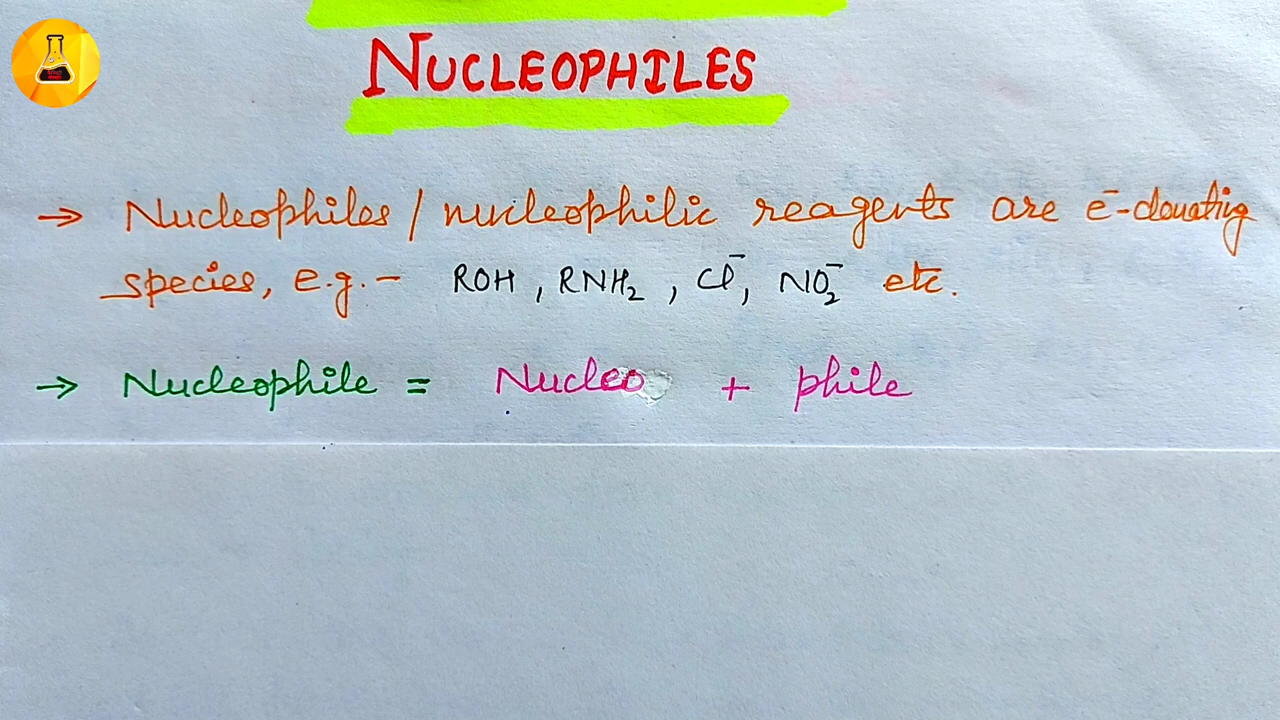 NUCLEOPHILES
→ Nucleophiles / nucleophilic reagents are e⁻-donating
species, e.g. - ROH , RNH₂ , Cl⁻, NO₂⁻ etc.
→ Nucleophile = Nucleo + phile